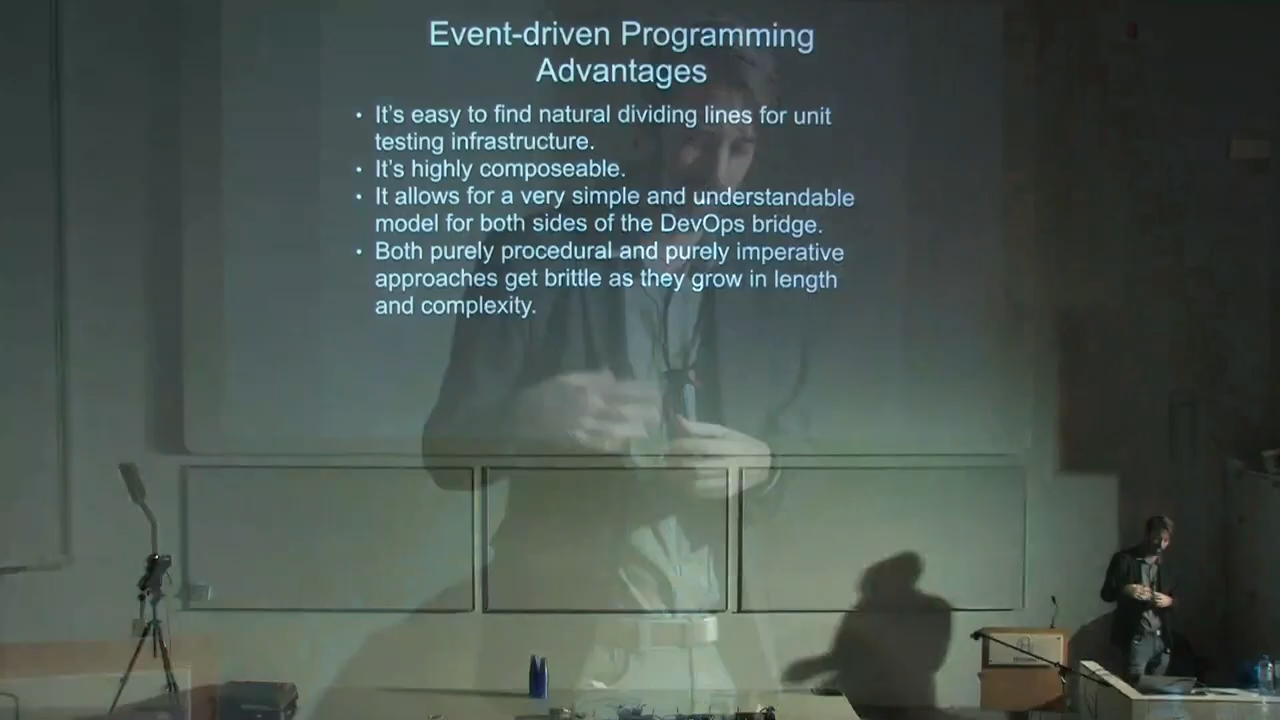 Event-driven Programming
Advantages
• It's easy to find natural dividing lines for unit
testing infrastructure.
• It's highly composeable.
• It allows for a very simple and understandable
model for both sides of the DevOps bridge.
• Both purely procedural and purely imperative
approaches get brittle as they grow in length
and complexity.